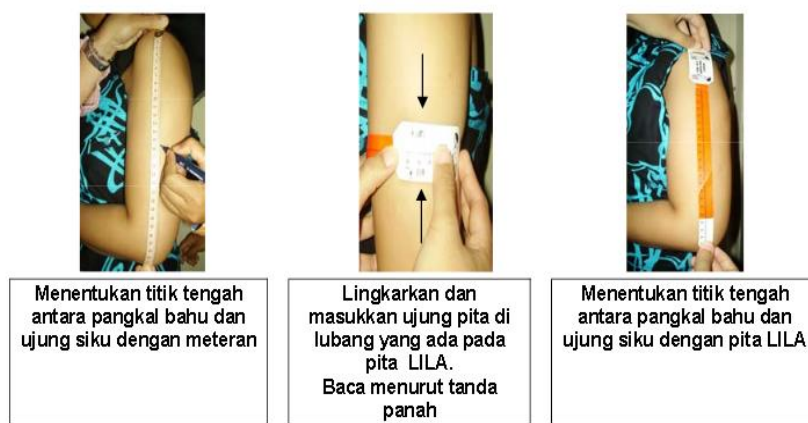 Menentukan titik tengah
antara pangkal bahu dan
ujung siku dengan meteran
Lingkarkan dan
masukkan ujung pita di
lubang yang ada pada
pita LILA.
Baca menurut tanda
panah
Menentukan titik tengah
antara pangkal bahu dan
ujung siku dengan pita LILA